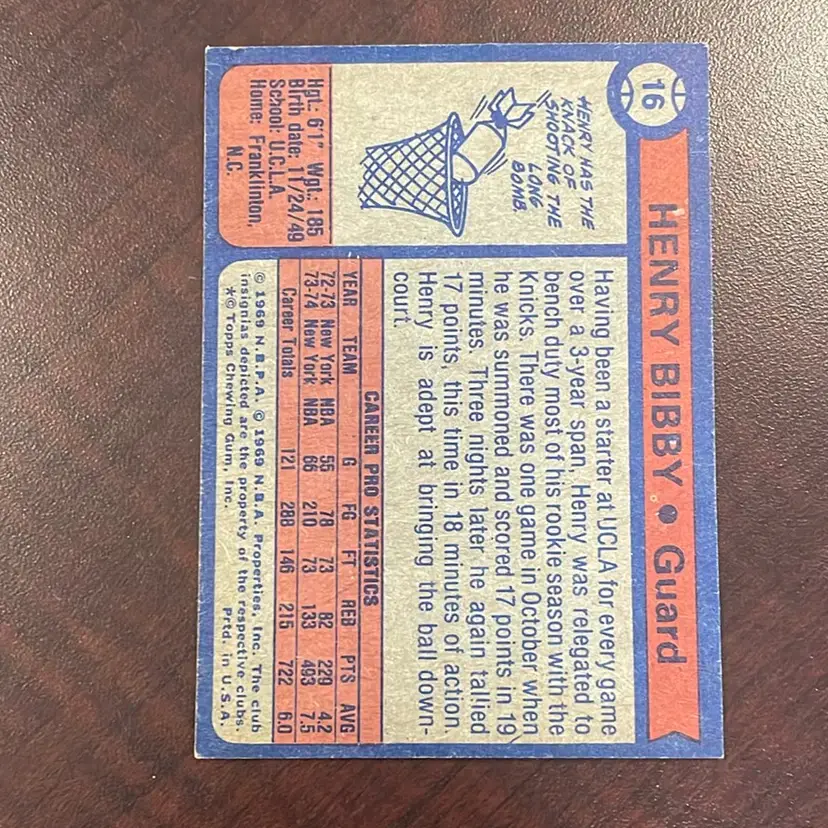 16
HENRY BIBBY • Guard
HENRY HAS THE
KNACK OF
SHOOTING THE
LONG
BOMB.
Hgt.: 6'1" Wgt.: 185
Birth date: 11/24/49
School: U.C.L.A.
Home: Franklinton,
N.C.
Having been a starter at UCLA for every game
over a 3-year span, Henry was relegated to
bench duty most of his rookie season with the
Knicks. There was one game in October when
he was summoned and scored 17 points in 19
minutes. Three nights later he again tallied
17 points, this time in 18 minutes of action.
Henry is adept at bringing the ball down-
court.
CAREER PRO STATISTICS
YEAR TEAM G FG FT REB PTS AVG
72-73 New York NBA 55 78 73 82 229 4.2
73-74 New York NBA 66 210 73 133 493 7.5
Career Totals 121 288 146 215 722 6.0
© 1969 N.B.P.A. © 1969 N.B.A. Properties, Inc. The club
insignias depicted are the property of the respective clubs.
*© Topps Chewing Gum, Inc. Prtd. in U.S.A.